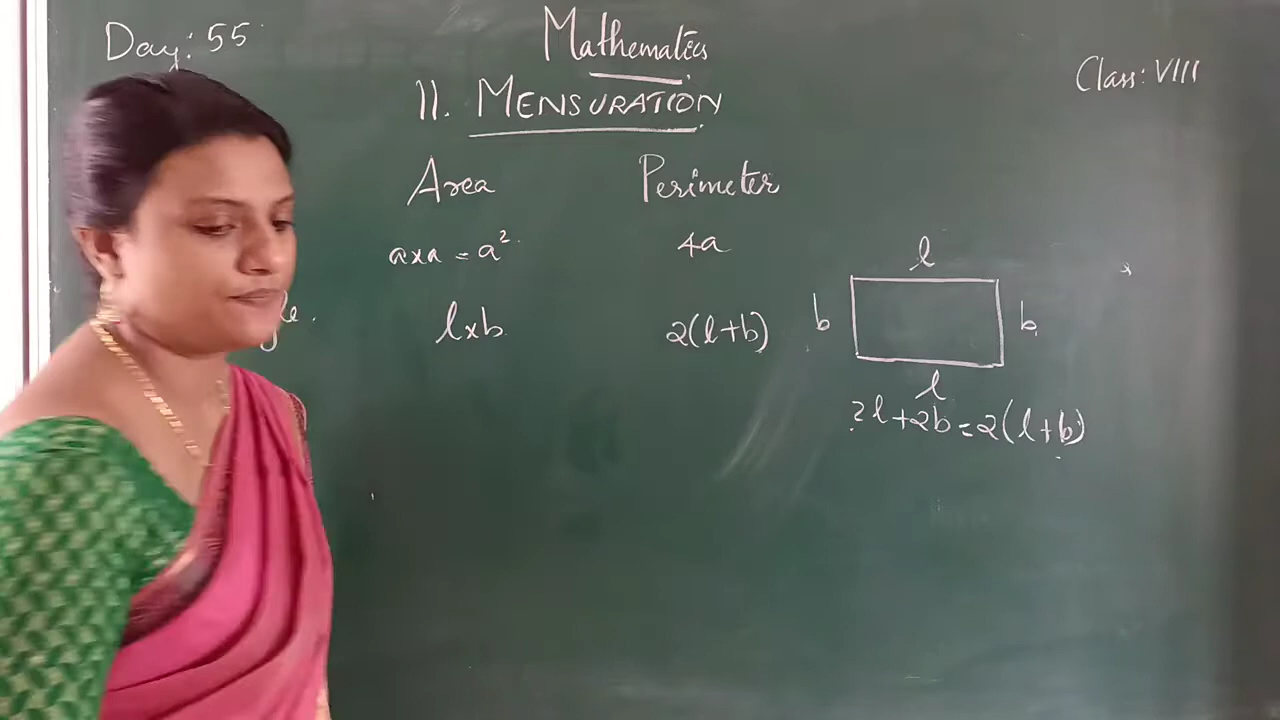 Day: 55
Mathematics
Class: VIII
11. MENSURATION
Area Perimeter
a×a = a² 4a
l×b 2(l+b)
l
b b
l
2l+2b=2(l+b)